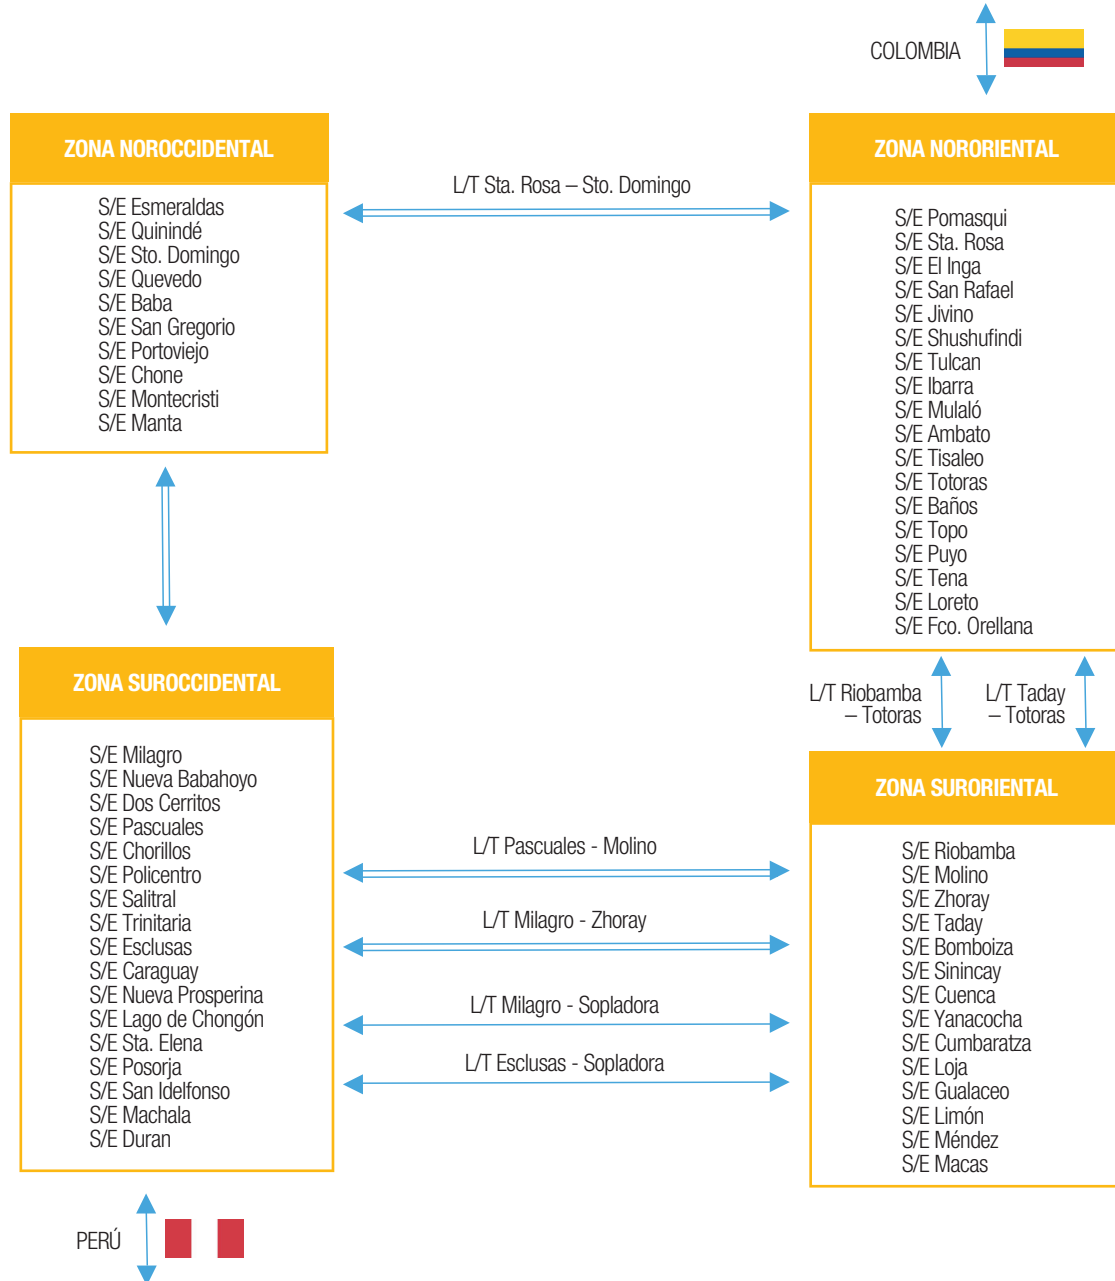 COLOMBIA
ZONA NOROCCIDENTAL
S/E Esmeraldas
S/E Quinindé
S/E Sto. Domingo
S/E Quevedo
S/E Baba
S/E San Gregorio
S/E Portoviejo
S/E Chone
S/E Montecristi
S/E Manta
L/T Sta. Rosa – Sto. Domingo
ZONA NORORIENTAL
S/E Pomasqui
S/E Sta. Rosa
S/E El Inga
S/E San Rafael
S/E Jivino
S/E Shushufindi
S/E Tulcan
S/E Ibarra
S/E Mulaló
S/E Ambato
S/E Tisaleo
S/E Totoras
S/E Baños
S/E Topo
S/E Puyo
S/E Tena
S/E Loreto
S/E Fco. Orellana
L/T Riobamba
– Totoras
L/T Taday
– Totoras
ZONA SUROCCIDENTAL
S/E Milagro
S/E Nueva Babahoyo
S/E Dos Cerritos
S/E Pascuales
S/E Chorillos
S/E Policentro
S/E Salitral
S/E Trinitaria
S/E Esclusas
S/E Caraguay
S/E Nueva Prosperina
S/E Lago de Chongón
S/E Sta. Elena
S/E Posorja
S/E San Idelfonso
S/E Machala
S/E Duran
L/T Pascuales - Molino
L/T Milagro - Zhoray
L/T Milagro - Sopladora
L/T Esclusas - Sopladora
ZONA SURORIENTAL
S/E Riobamba
S/E Molino
S/E Zhoray
S/E Taday
S/E Bomboiza
S/E Sinincay
S/E Cuenca
S/E Yanacocha
S/E Cumbaratza
S/E Loja
S/E Gualaceo
S/E Limón
S/E Méndez
S/E Macas
PERÚ